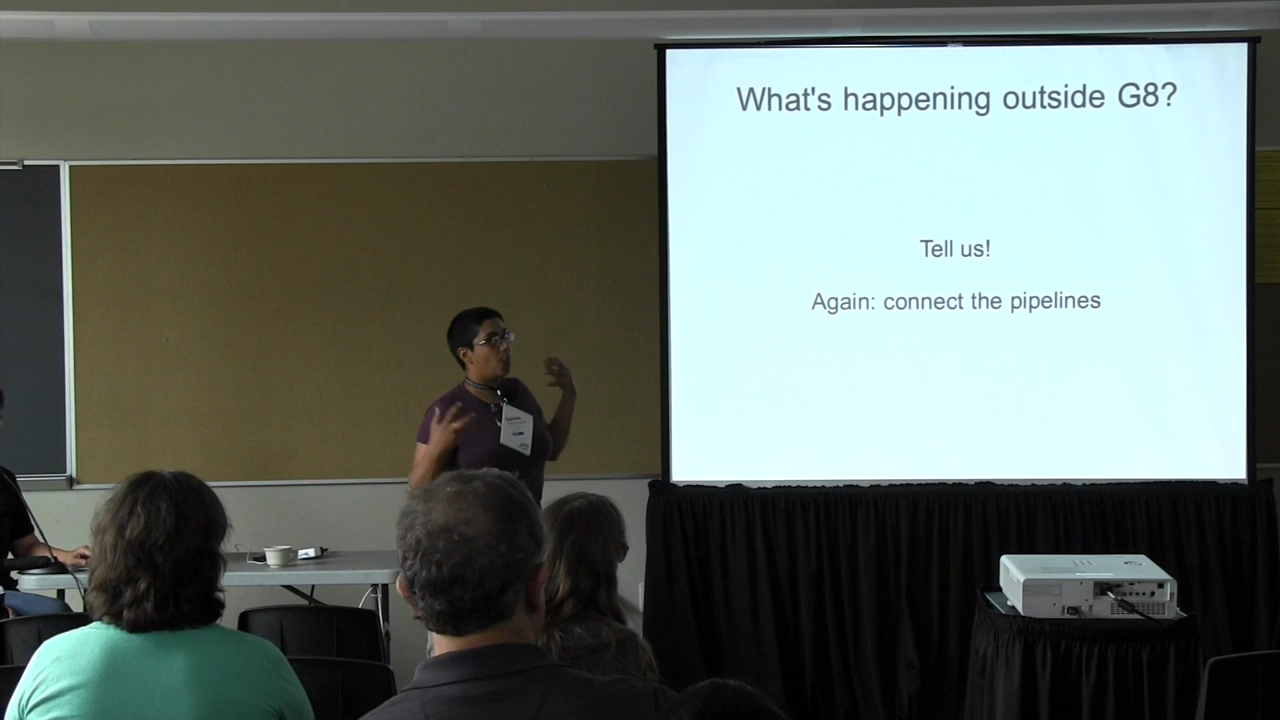 What's happening outside G8?
Tell us!
Again: connect the pipelines